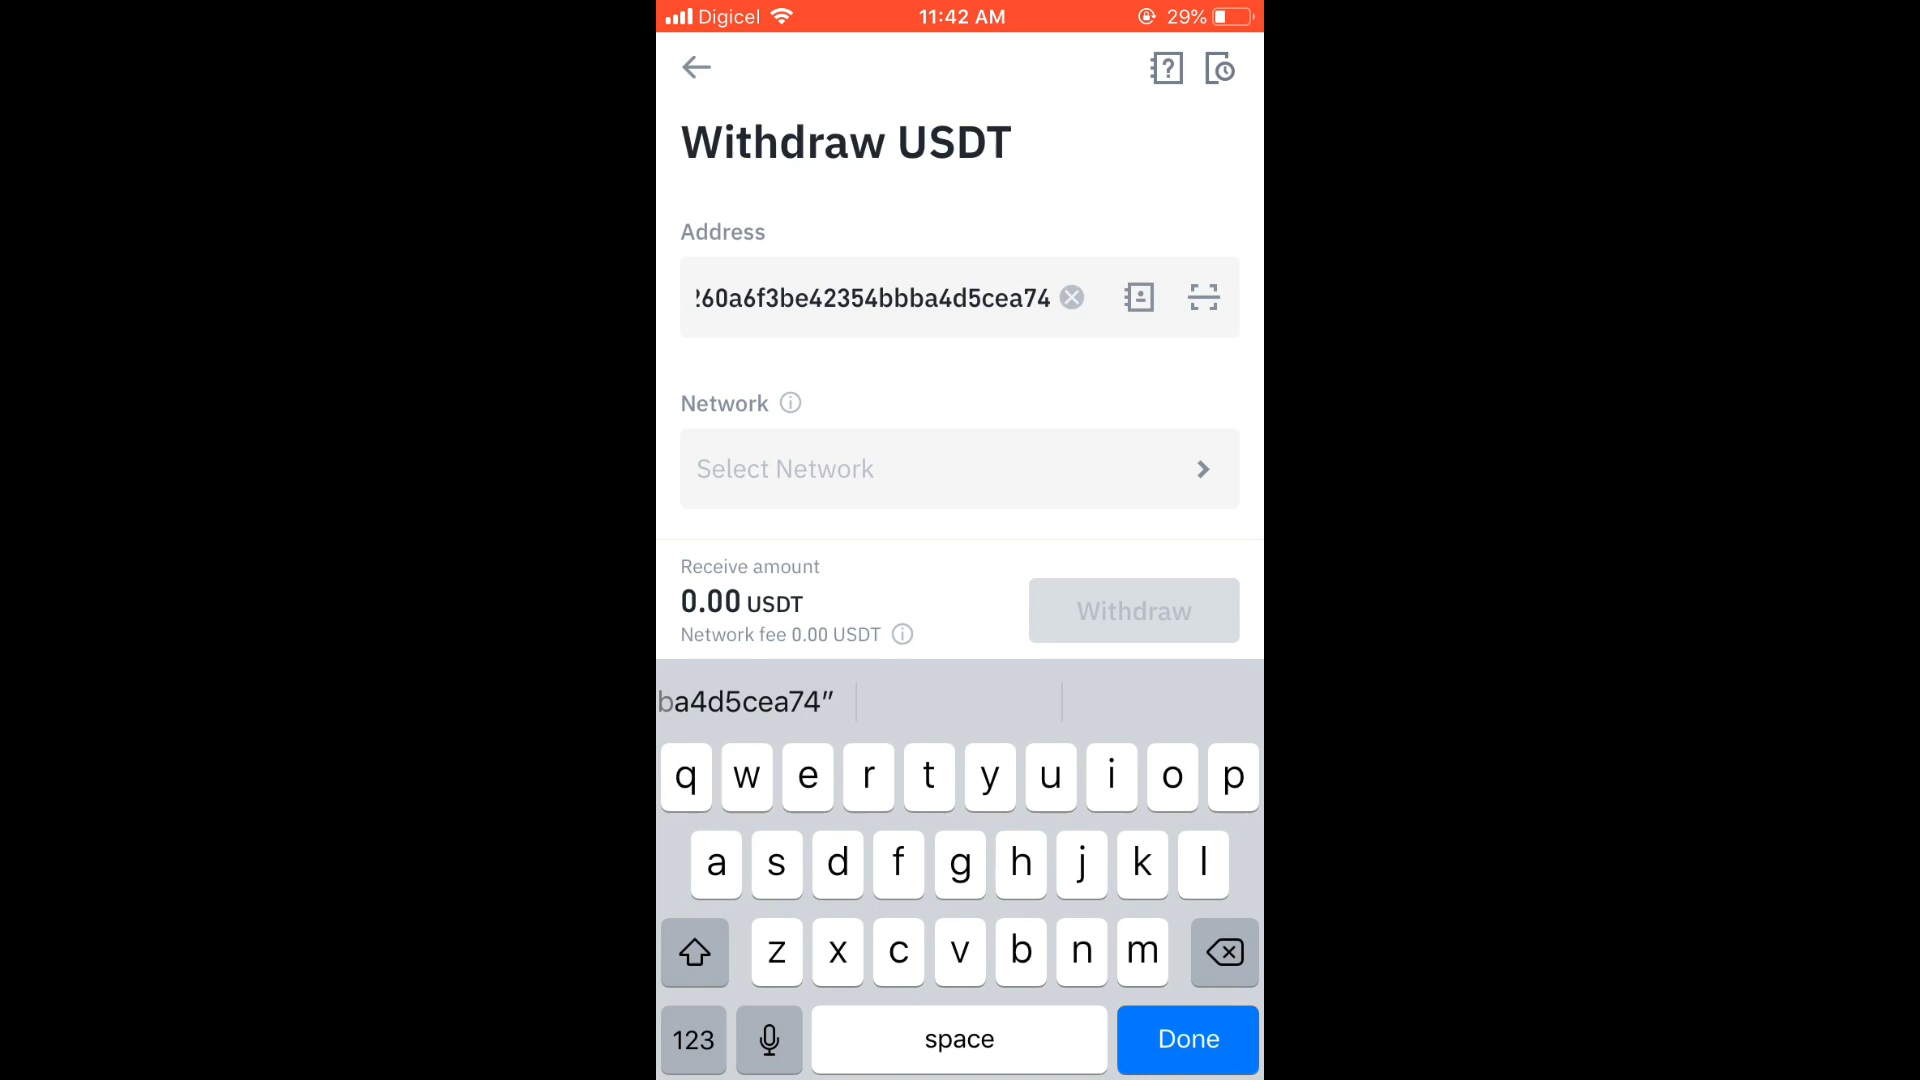 Digicel 11:42 AM 29%
Withdraw USDT
Address
60a6f3be42354bbba4d5cea74
Network
Select Network
Receive amount
0.00 USDT
Network fee 0.00 USDT
Withdraw
ba4d5cea74”
q w e r t y u i o p
a s d f g h j k l
z x c v b n m
123 space Done